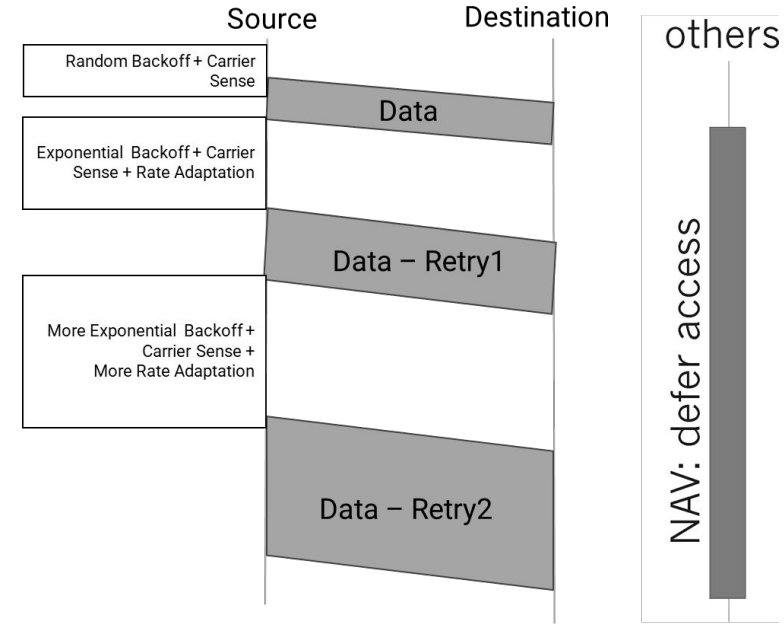 Source
Destination
others
Random Backoff + Carrier
Sense
Data
Exponential Backoff + Carrier
Sense + Rate Adaptation
Data – Retry1
More Exponential Backoff +
Carrier Sense +
More Rate Adaptation
Data – Retry2
NAV: defer access